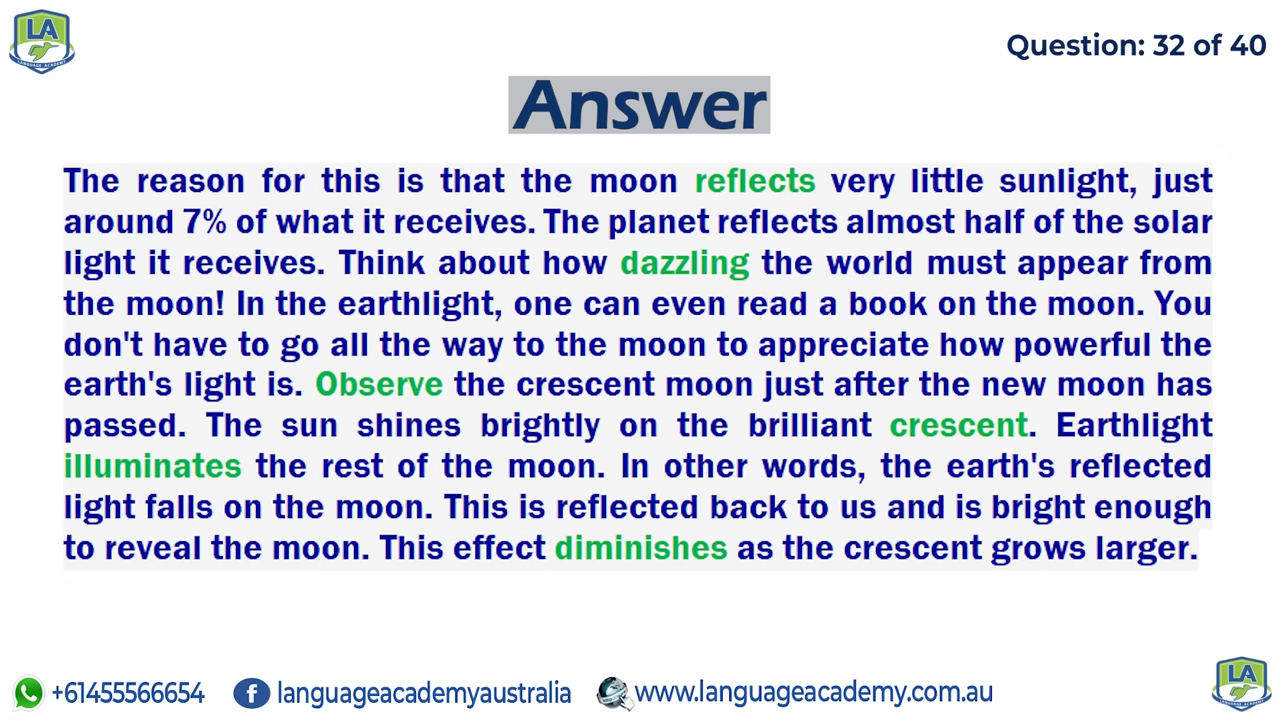 LA
LANGUAGE ACADEMY
Question: 32 of 40
Answer
The reason for this is that the moon reflects very little sunlight, just
around 7% of what it receives. The planet reflects almost half of the solar
light it receives. Think about how dazzling the world must appear from
the moon! In the earthlight, one can even read a book on the moon. You
don't have to go all the way to the moon to appreciate how powerful the
earth's light is. Observe the crescent moon just after the new moon has
passed. The sun shines brightly on the brilliant crescent. Earthlight
illuminates the rest of the moon. In other words, the earth's reflected
light falls on the moon. This is reflected back to us and is bright enough
to reveal the moon. This effect diminishes as the crescent grows larger.
+61455566654 languageacademyaustralia www.languageacademy.com.au
LA
LANGUAGE ACADEMY